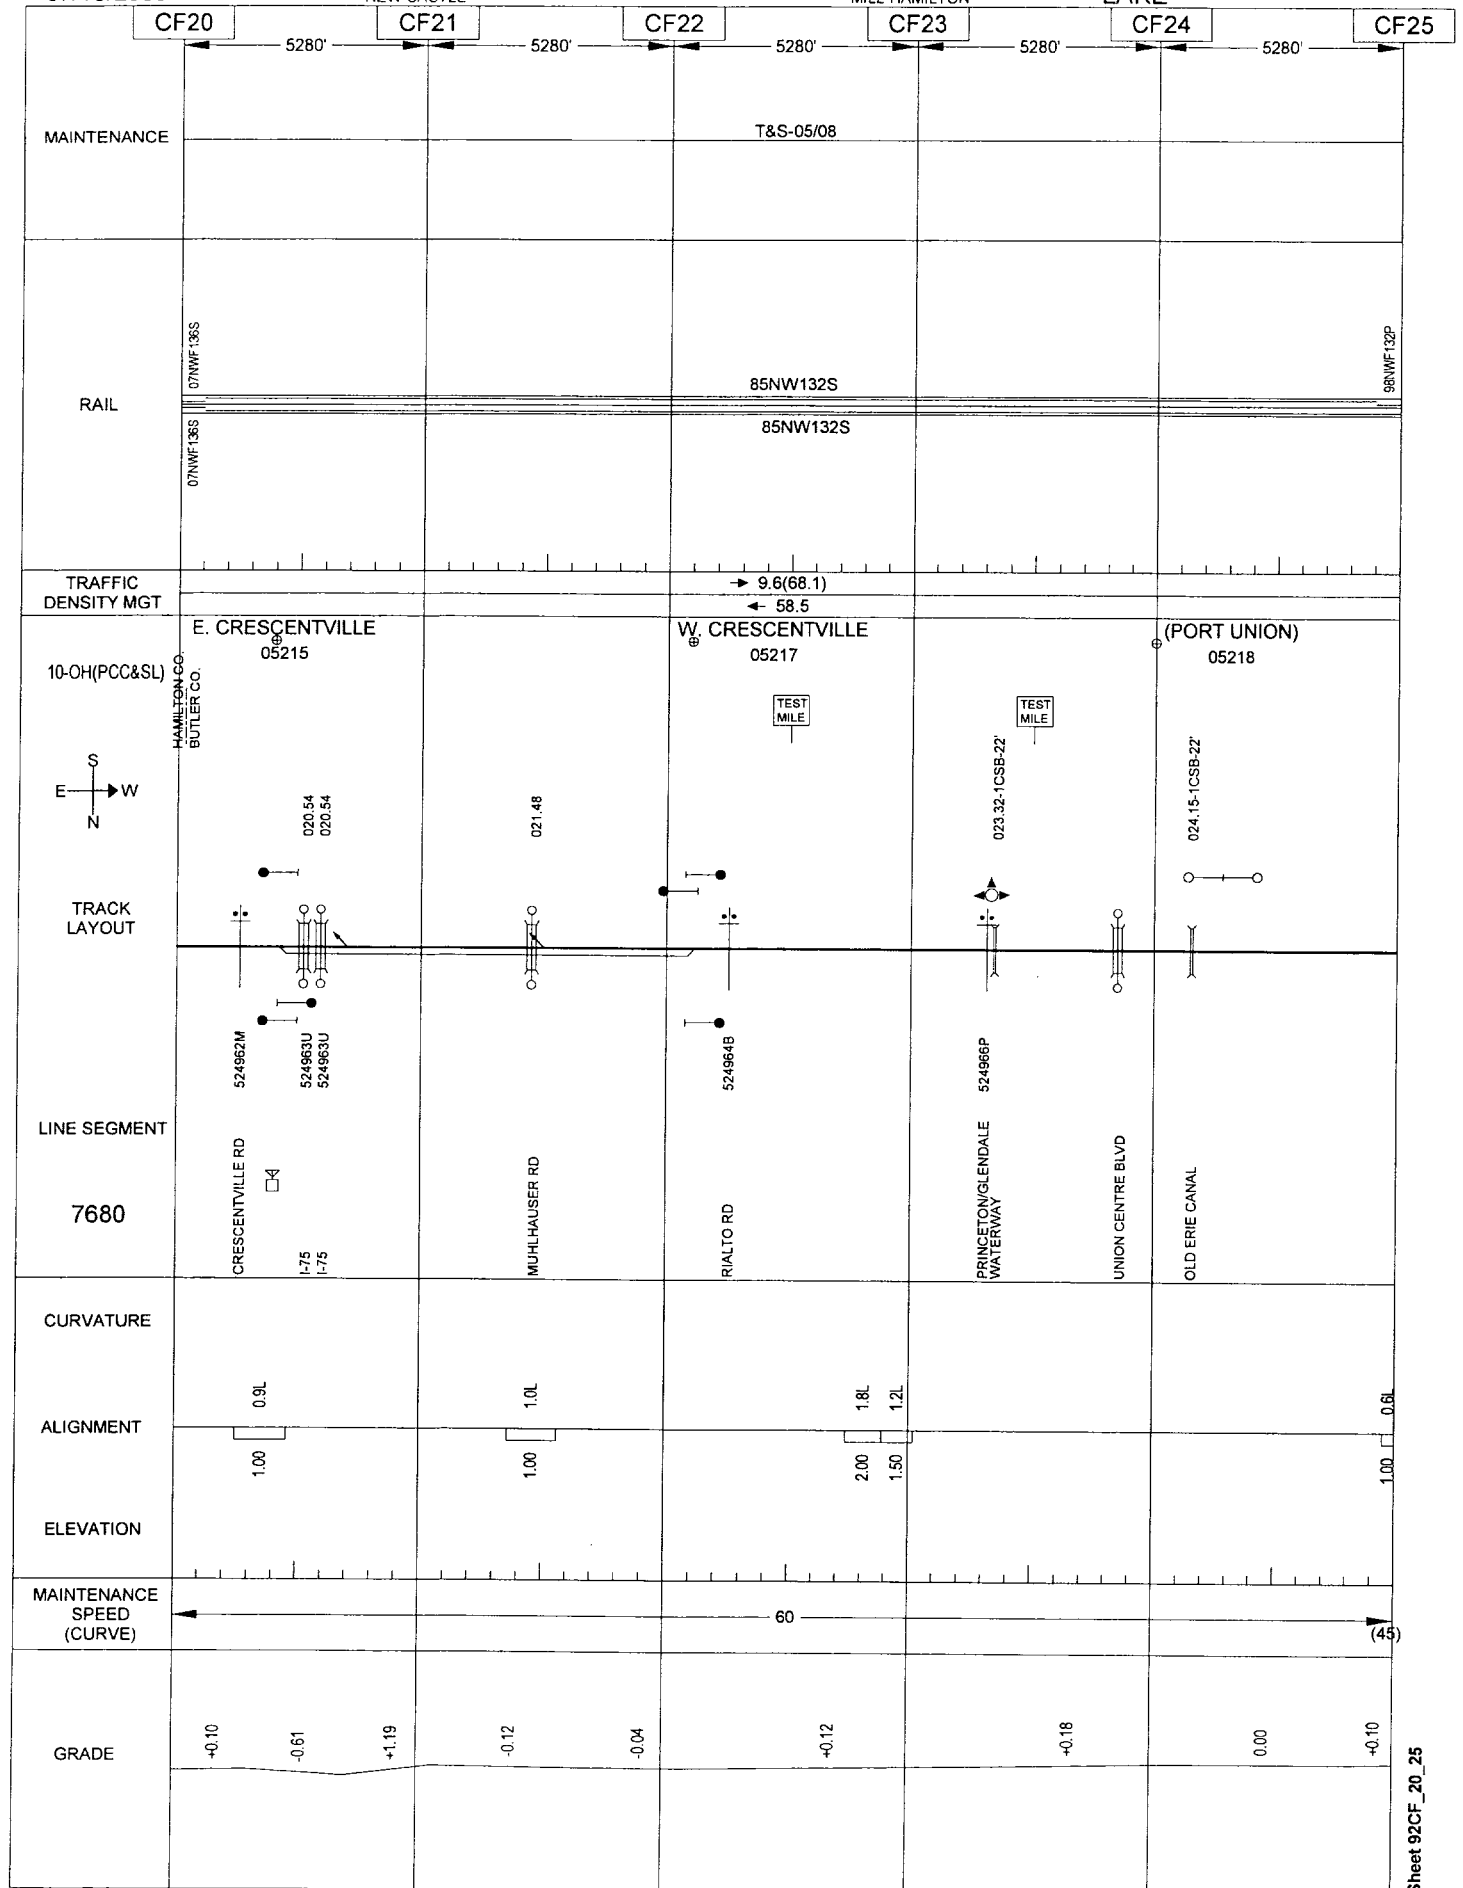 CF20 CF21 CF22 CF23 CF24 CF25
5280' 5280' 5280' 5280' 5280'
MAINTENANCE
T&S-05/08
RAIL
07NWF136S
07NWF136S
85NW132S
85NW132S
98NWF132P
TRAFFIC
DENSITY MGT
9.6(68.1)
58.5
10-OH(PCC&SL)
HAMILTON CO.
BUTLER CO.
E. CRESCENTVILLE
05215
W. CRESCENTVILLE
05217
(PORT UNION)
05218
TEST
MILE
TEST
MILE
S
E W
N
020.54
020.54
021.48
023.32-1CSB-22'
024.15-1CSB-22'
TRACK
LAYOUT
524962M
524963U
524963U
524964B
524966P
LINE SEGMENT
7680
CRESCENTVILLE RD
I-75
I-75
MUHLHAUSER RD
RIALTO RD
PRINCETON/GLENDALE
WATERWAY
UNION CENTRE BLVD
OLD ERIE CANAL
CURVATURE
0.9L 1.0L 1.8L 1.2L 0.6L
ALIGNMENT
1.00 1.00 2.00 1.50 1.00
ELEVATION
MAINTENANCE
SPEED
(CURVE)
60
(45)
GRADE
+0.10 -0.61 +1.19 -0.12 -0.04 +0.12 +0.18 0.00 +0.10
Sheet 92CF_20_25